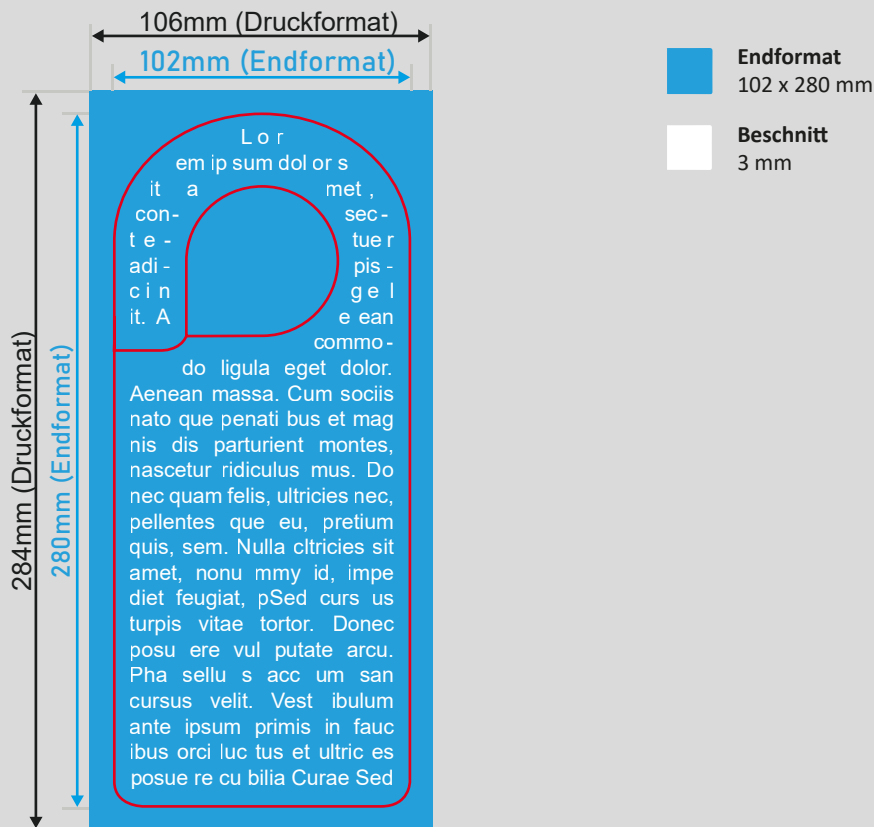 106mm (Druckformat)
102mm (Endformat)
284mm (Druckformat)
280mm (Endformat)
Lor
em ip sum dol or s
it a met ,
con- sec-
te- tuer
adi- pis-
cin gel
it. A e ean
commo-
do ligula eget dolor.
Aenean massa. Cum sociis
nato que penati bus et mag
nis dis parturient montes,
nascetur ridiculus mus. Do
nec quam felis, ultricies nec,
pellentes que eu, pretium
quis, sem. Nulla cltricies sit
amet, nonu mmy id, impe
diet feugiat, pSed curs us
turpis vitae tortor. Donec
posu ere vul putate arcu.
Pha sellu s acc um san
cursus velit. Vest ibulum
ante ipsum primis in fauc
ibus orci luc tus et ultric es
posue re cu bilia Curae Sed
Endformat
102 x 280 mm
Beschnitt
3 mm